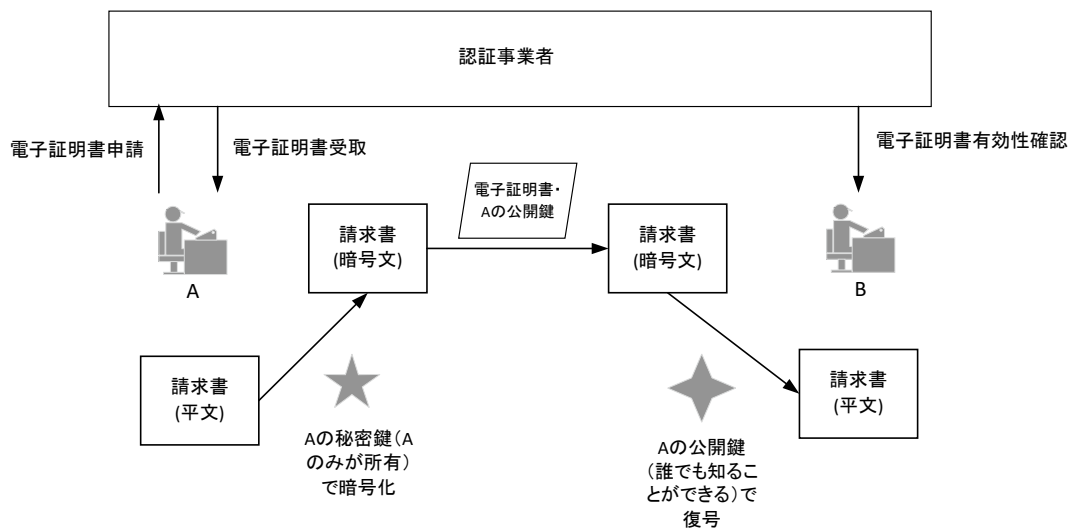 認証事業者
電子証明書申請
電子証明書受取
電子証明書有効性確認
電子証明書・
Aの公開鍵
請求書
(暗号文)
請求書
(暗号文)
A
B
請求書
(平文)
請求書
(平文)
Aの秘密鍵（A
のみが所有）
で暗号化
Aの公開鍵
（誰でも知るこ
とができる）で
復号